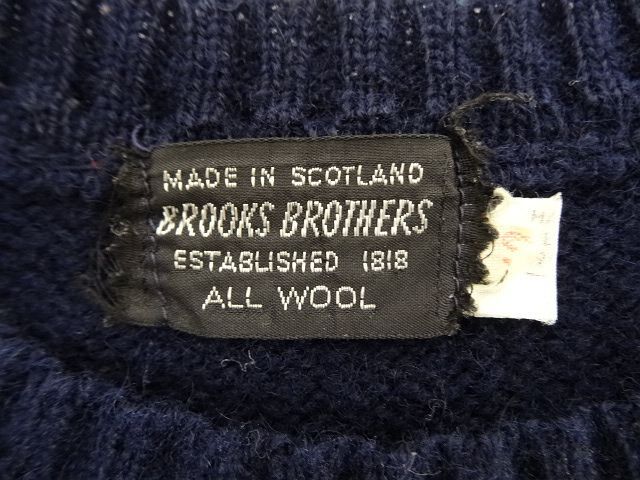 MADE IN SCOTLAND
BROOKS BROTHERS
ESTABLISHED 1818
ALL WOOL